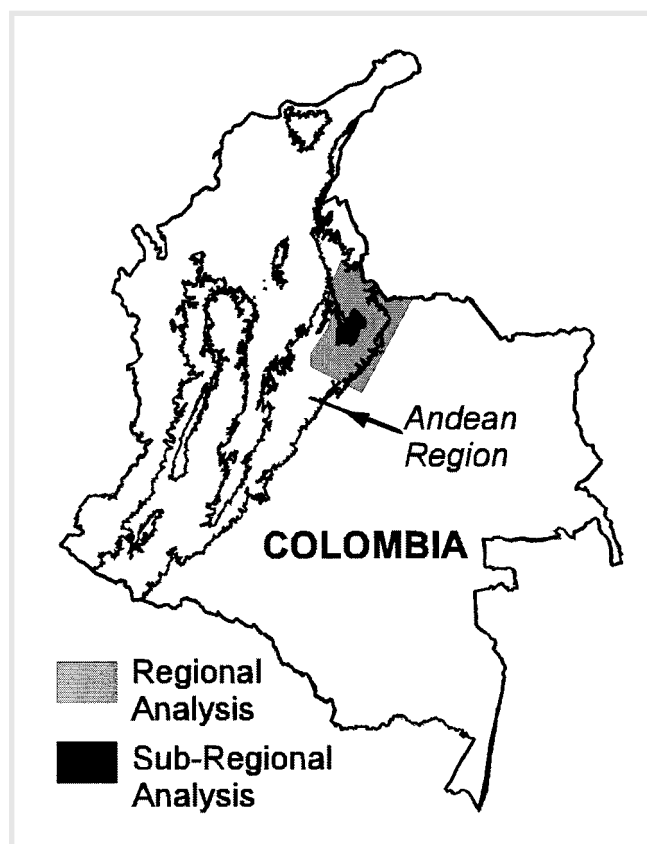 Andean
Region
COLOMBIA
Regional
Analysis
Sub-Regional
Analysis